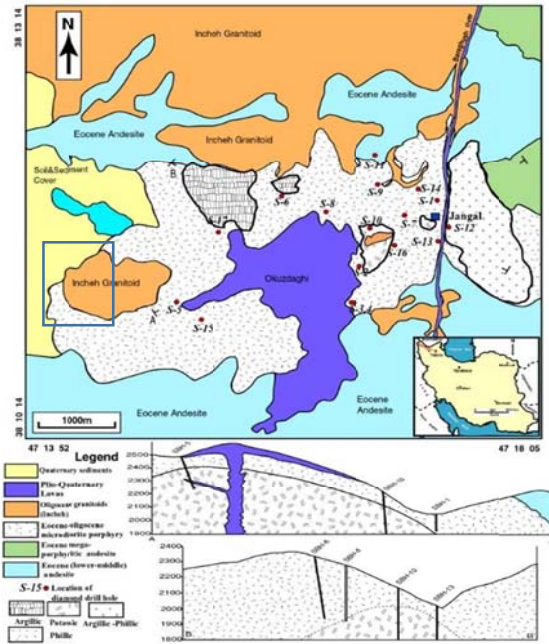 38 13 14
N
Incheh Granitoid
Eocene Andesite
Eocene Andesite
Incheh Granitoid
Soil&Sediment
Cover
B
S-6
S-9
S-14
S-1
S-8
S-10
S-7
Jangal
S-12
S-13
S-16
Okuzdaghi
Incheh Granitoid
S-5
A
S-15
Eocene Andesite
Eocene
Andesite
1000m
38 10 14
47 13 52
47 18 05
Legend
Quaternary sediments
Plio-Quaternary
Lavas
Oligocene granitoids
(Incheh)
Eocene-oligocene
microdiorite porphyry
Eocene mega-
porphyritic andesite
Eocene (lower-middle)
andesite
S-15 Location of
diamond drill hole
Argillic Potassic Argillic -Phillic
Phillic
2500
2400
2300
2200
2100
2000
1900
A
2400
2300
2200
2100
2000
1900
1800
B